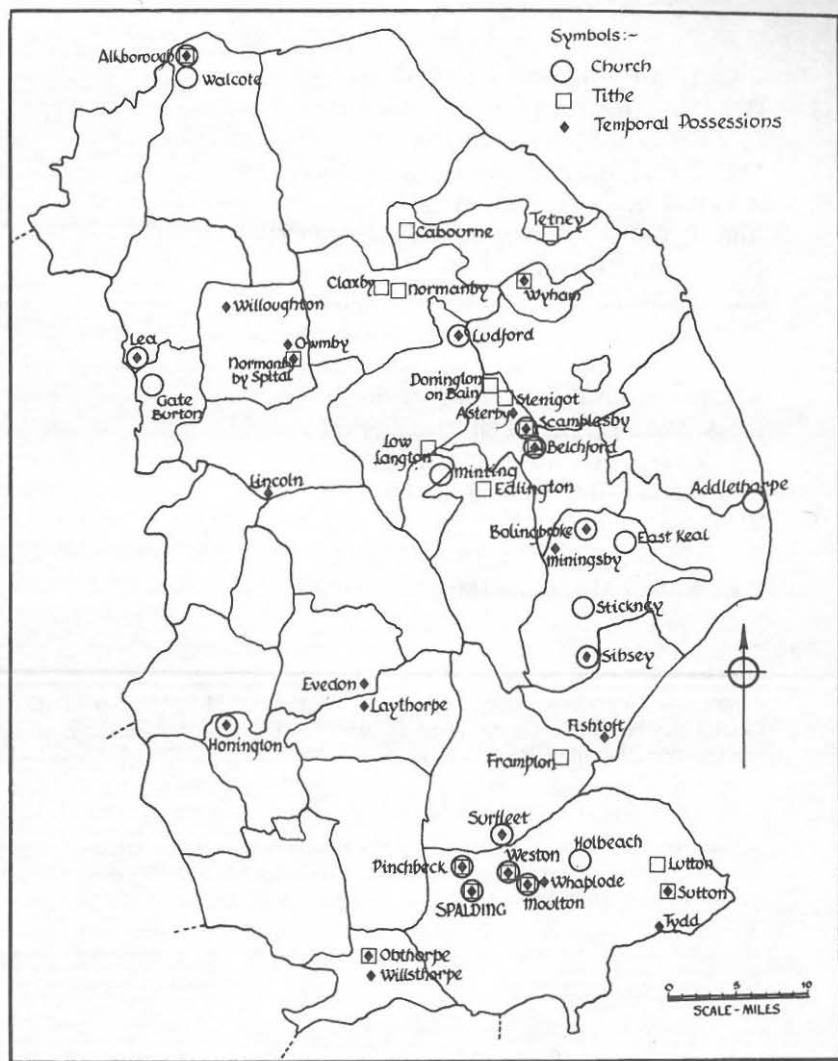 Symbols:-
Church
Tithe
Temporal Possessions
Alkborough
Walcote
Cabourne
Tetney
Claxby
Normanby
Wyham
Willoughton
Ludford
Lea
Owmby
Normanby
by Spital
Gate
Burton
Donington
on Bain
Stenigot
Asterby
Scamblesby
Belchford
Low
Langton
Minting
Edlington
Lincoln
Addlethorpe
Bolingbroke
East Keal
Miningsby
Stickney
Sibsey
Evedon
Laythorpe
Honington
Fishtoft
Frampton
Surfleet
Holbeach
Weston
Pinchbeck
Lutton
Whaplode
Moulton
SPALDING
Sutton
Tydd
Obthorpe
Willsthorpe
0 5 10
SCALE-MILES